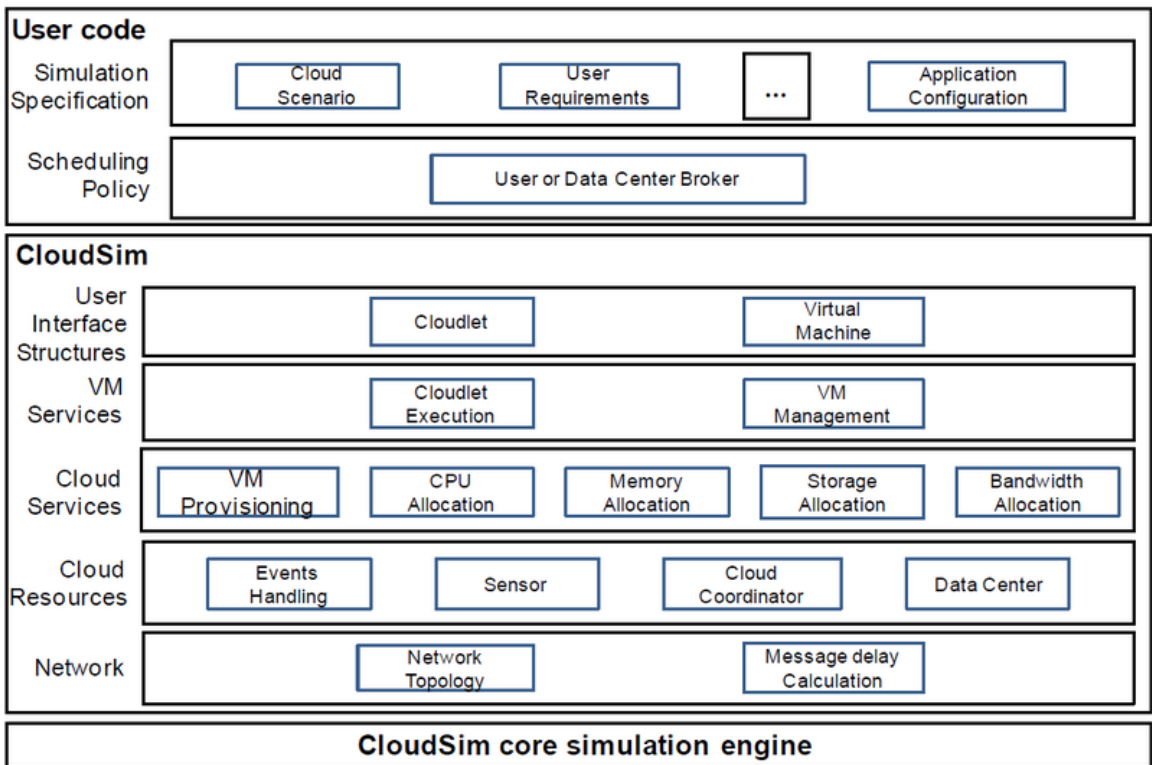 User code
Simulation
Specification
Cloud
Scenario
User
Requirements
...
Application
Configuration
Scheduling
Policy
User or Data Center Broker
CloudSim
User
Interface
Structures
Cloudlet
Virtual
Machine
VM
Services
Cloudlet
Execution
VM
Management
Cloud
Services
VM
Provisioning
CPU
Allocation
Memory
Allocation
Storage
Allocation
Bandwidth
Allocation
Cloud
Resources
Events
Handling
Sensor
Cloud
Coordinator
Data Center
Network
Network
Topology
Message delay
Calculation
CloudSim core simulation engine